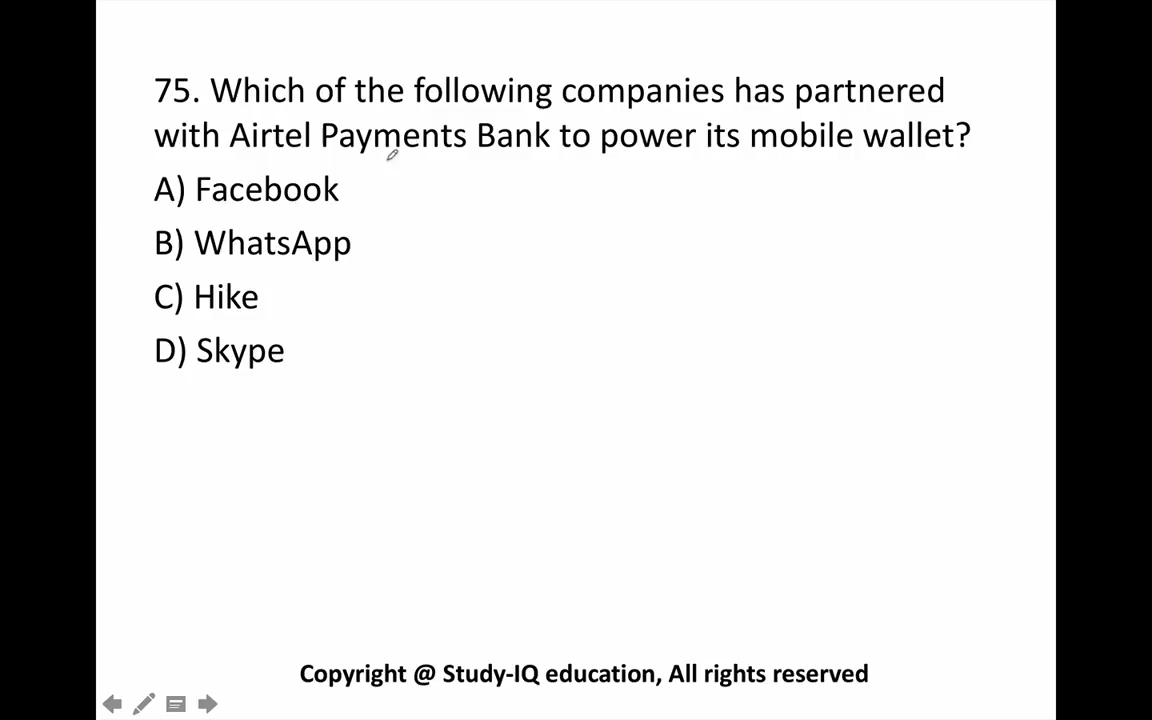 75. Which of the following companies has partnered
with Airtel Payments Bank to power its mobile wallet?
A) Facebook
B) WhatsApp
C) Hike
D) Skype
Copyright @ Study-IQ education, All rights reserved